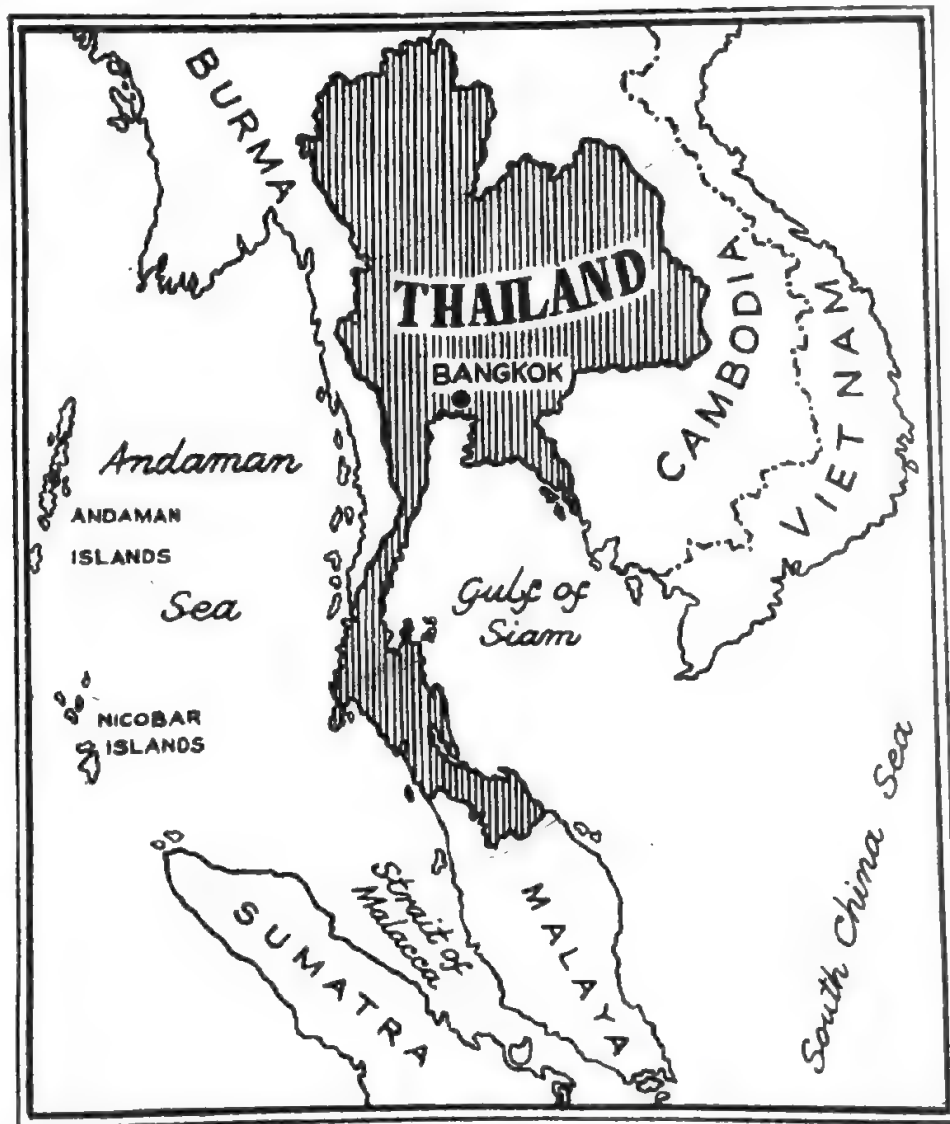 BURMA
THAILAND
BANGKOK
CAMBODIA
VIETNAM
Andaman
Sea
ANDAMAN
ISLANDS
Gulf of
Siam
NICOBAR
ISLANDS
South China Sea
Strait of
Malacca
SUMATRA
MALAYA